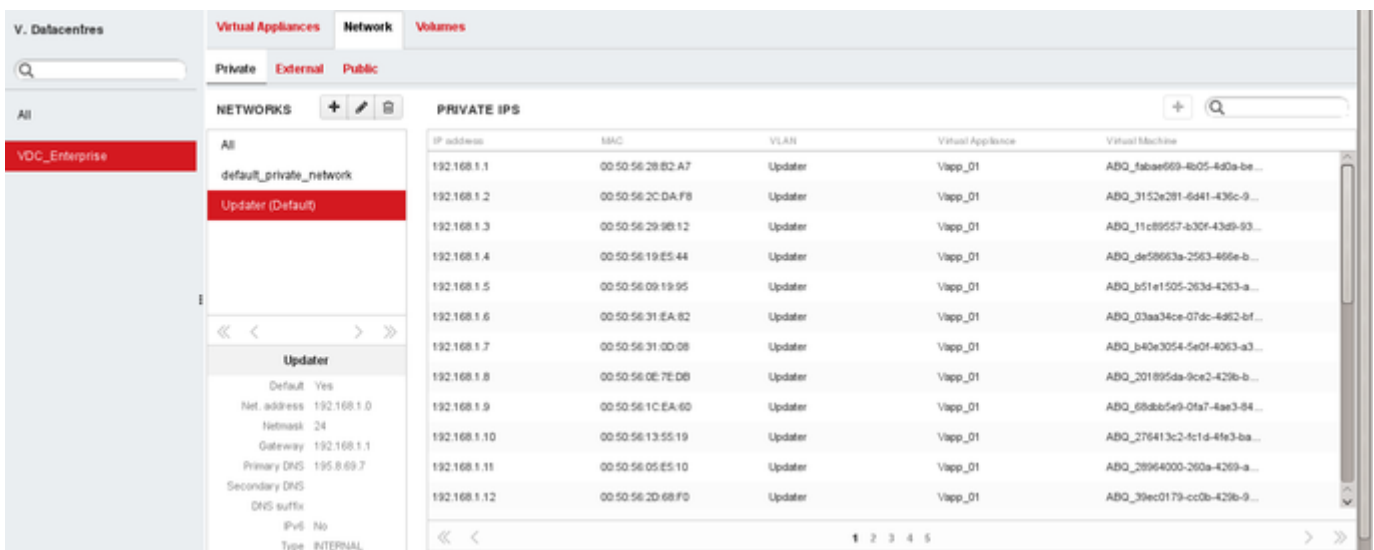 V. Datacentres
All
VDC_Enterprise
Virtual Appliances Network Volumes
Private External Public
NETWORKS
All
default_private_network
Updater (Default)
Updater
Default Yes
Net. address 192.168.1.0
Netmask 24
Gateway 192.168.1.1
Primary DNS 195.8.69.7
Secondary DNS
DNS suffix
IPv6 No
Type INTERNAL
PRIVATE IPS
IP address MAC VLAN Virtual Appliance Virtual Machine
192.168.1.1 00:50:56:28:B2:A7 Updater Vapp_01 ABQ_fabae669-4b05-4d0a-be...
192.168.1.2 00:50:56:2C:DA:F8 Updater Vapp_01 ABQ_3152e281-6d41-436c-9...
192.168.1.3 00:50:56:29:9B:12 Updater Vapp_01 ABQ_11c89557-b30f-43d9-93...
192.168.1.4 00:50:56:19:E5:44 Updater Vapp_01 ABQ_de58663a-2563-466e-b...
192.168.1.5 00:50:56:09:19:95 Updater Vapp_01 ABQ_b51e1505-263d-4263-a...
192.168.1.6 00:50:56:31:EA:82 Updater Vapp_01 ABQ_03aa34ce-07dc-4d62-bf...
192.168.1.7 00:50:56:31:0D:08 Updater Vapp_01 ABQ_b40e3054-5e0f-4063-a3...
192.168.1.8 00:50:56:0E:7E:DB Updater Vapp_01 ABQ_201895da-9ce2-429b-b...
192.168.1.9 00:50:56:1C:EA:60 Updater Vapp_01 ABQ_68dbb5e9-0fa7-4ae3-84...
192.168.1.10 00:50:56:13:55:19 Updater Vapp_01 ABQ_276413c2-fc1d-4fe3-ba...
192.168.1.11 00:50:56:05:E5:10 Updater Vapp_01 ABQ_28964000-260a-4269-a...
192.168.1.12 00:50:56:2D:68:F0 Updater Vapp_01 ABQ_39ec0179-cc0b-429b-9...
1 2 3 4 5